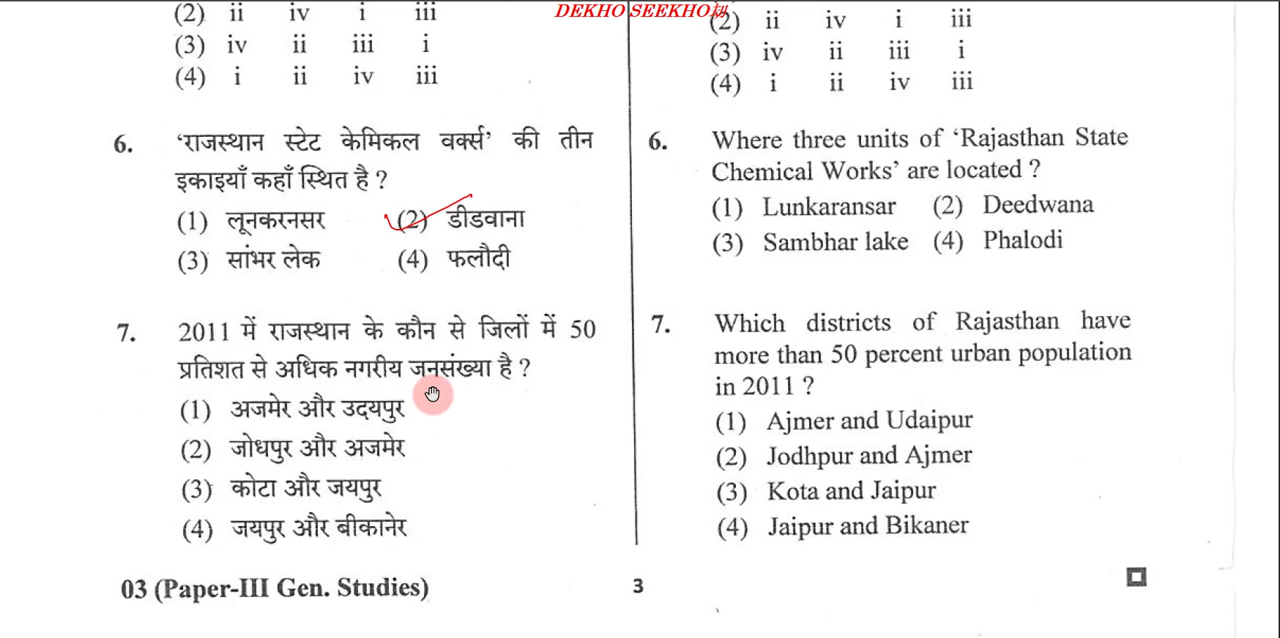 DEKHO SEEKHOby
(2) ii iv i iii
(3) iv ii iii i
(4) i ii iv iii
6. ‘राजस्थान स्टेट केमिकल वर्क्स’ की तीन
इकाइयाँ कहाँ स्थित है ?
(1) लूनकरनसर (2) डीडवाना
(3) सांभर लेक (4) फलौदी
7. 2011 में राजस्थान के कौन से जिलों में 50
प्रतिशत से अधिक नगरीय जनसंख्या है ?
(1) अजमेर और उदयपुर
(2) जोधपुर और अजमेर
(3) कोटा और जयपुर
(4) जयपुर और बीकानेर
(2) ii iv i iii
(3) iv ii iii i
(4) i ii iv iii
6. Where three units of ‘Rajasthan State
Chemical Works’ are located ?
(1) Lunkaransar (2) Deedwana
(3) Sambhar lake (4) Phalodi
7. Which districts of Rajasthan have
more than 50 percent urban population
in 2011 ?
(1) Ajmer and Udaipur
(2) Jodhpur and Ajmer
(3) Kota and Jaipur
(4) Jaipur and Bikaner
03 (Paper-III Gen. Studies) 3